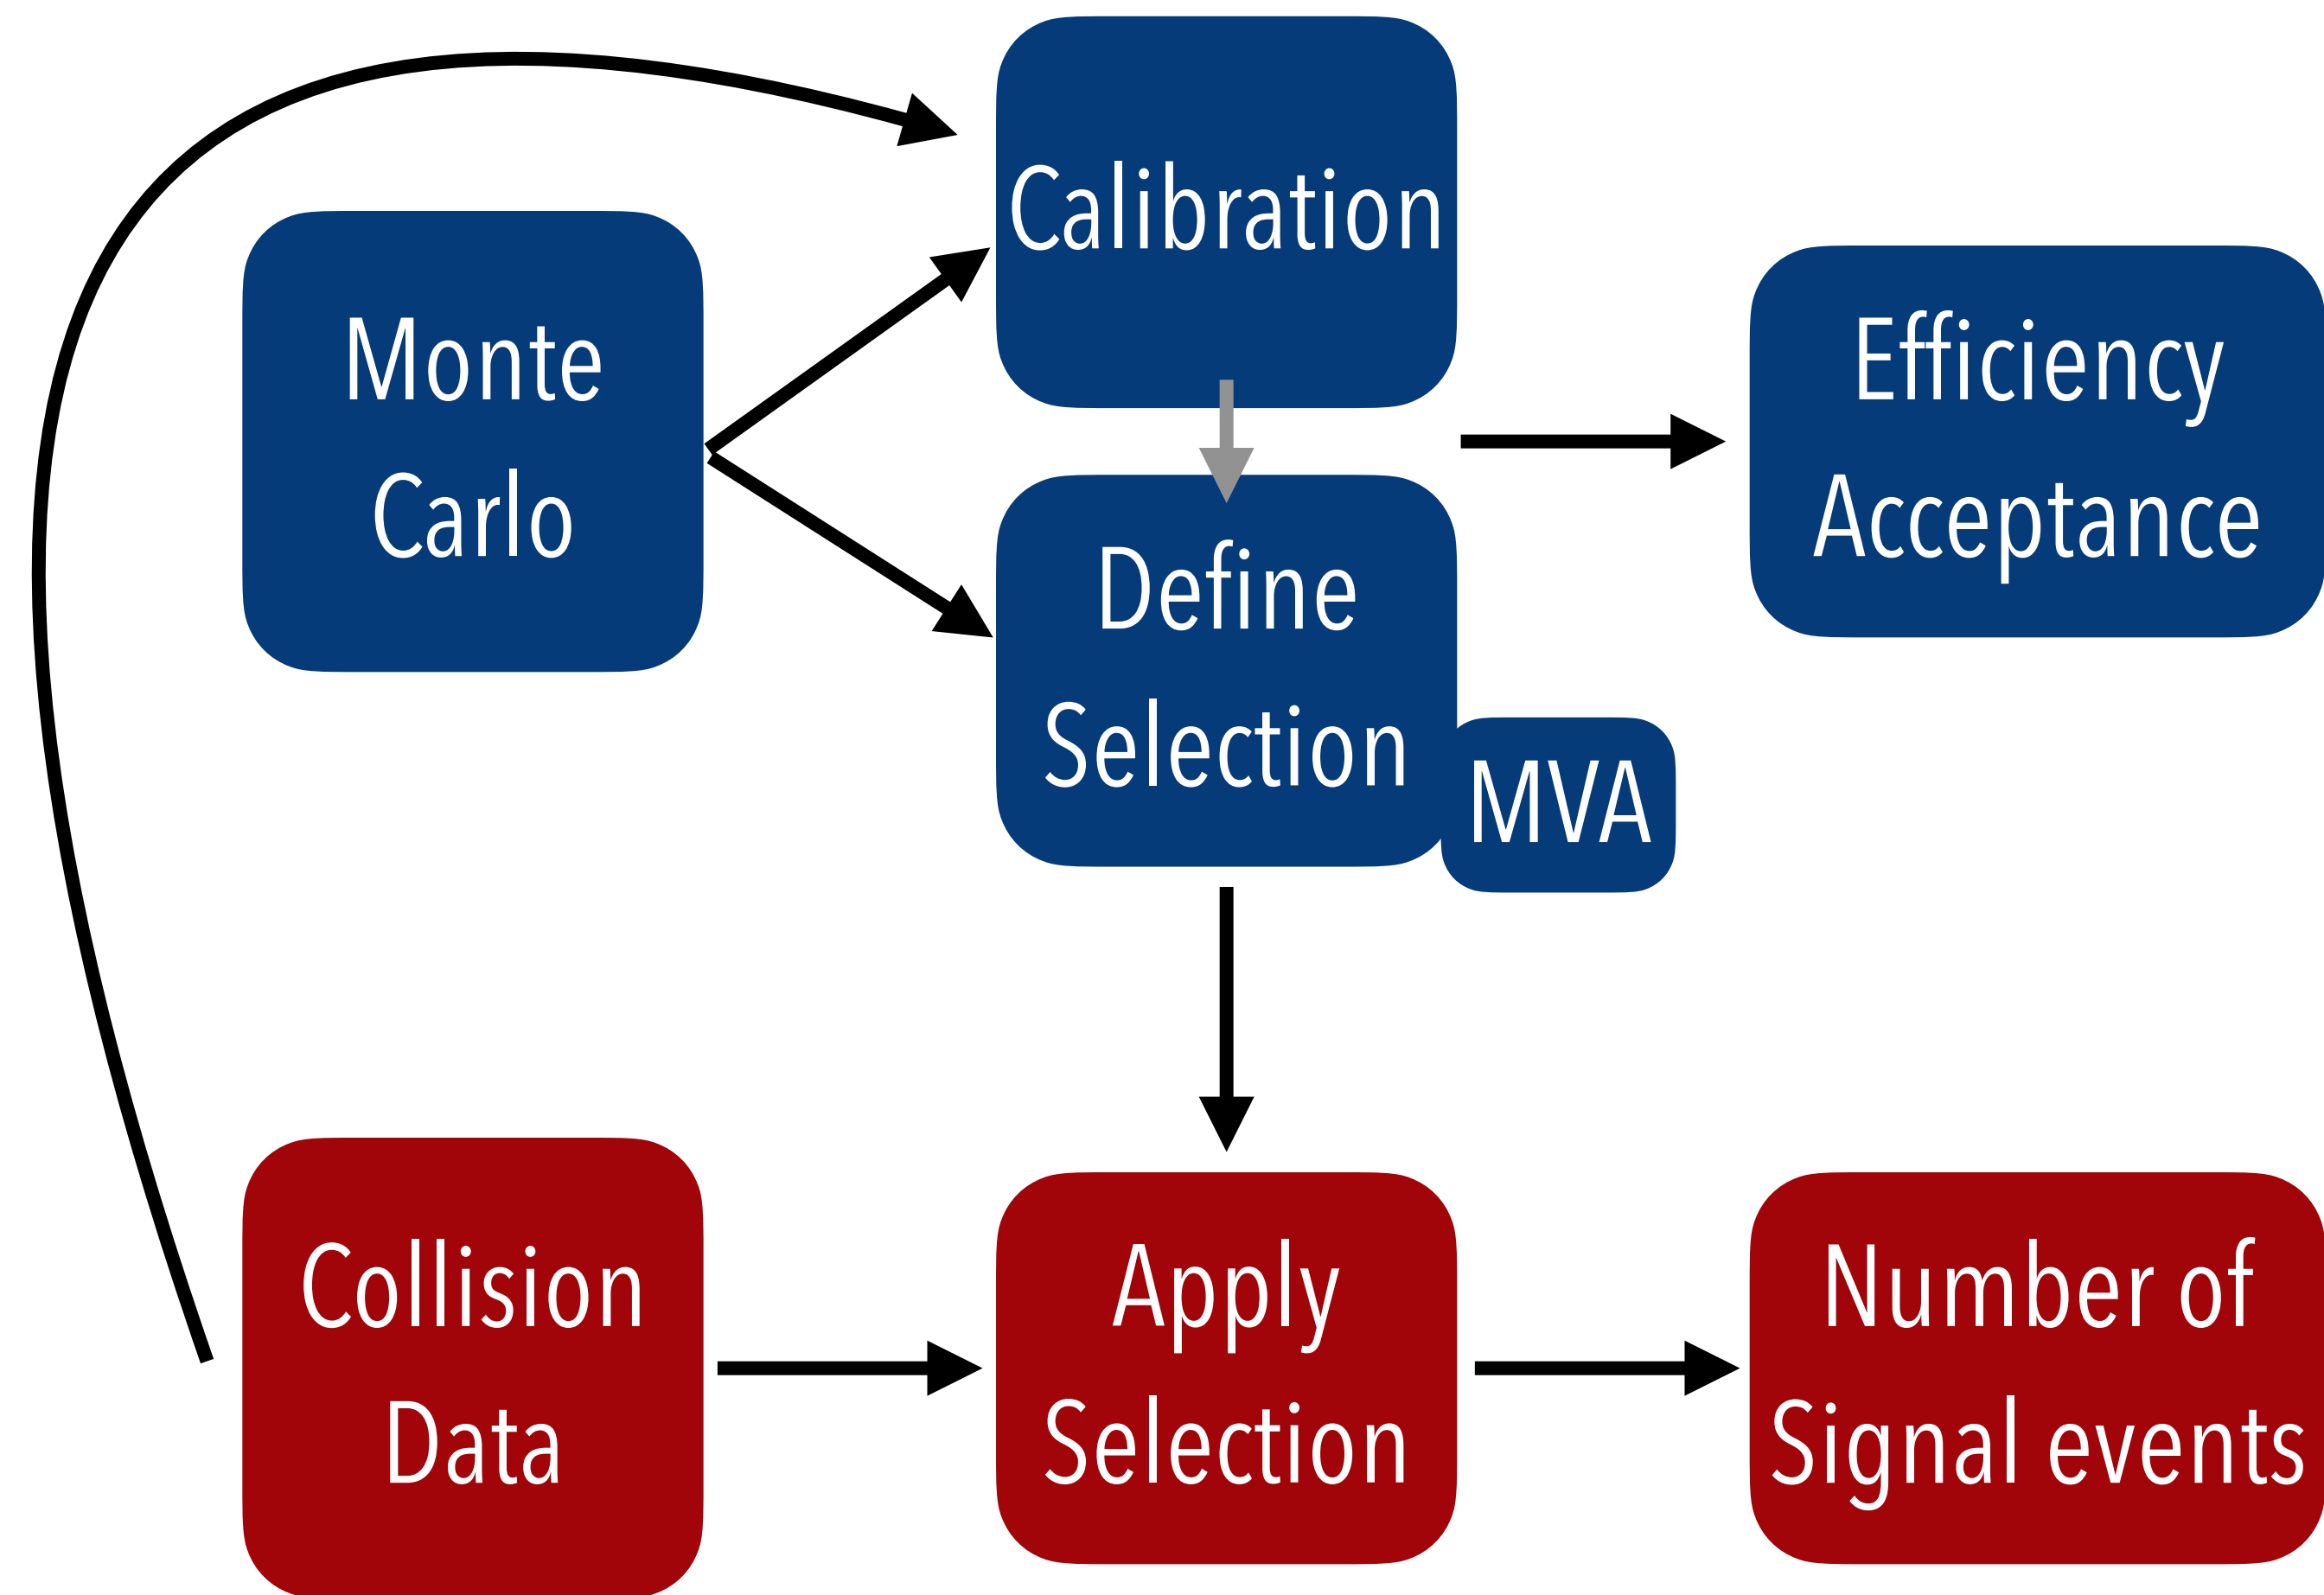 Calibration
Monte
Carlo
Efficiency
Acceptance
Define
Selection
MVA
Collision
Data
Apply
Selection
Number of
Signal events